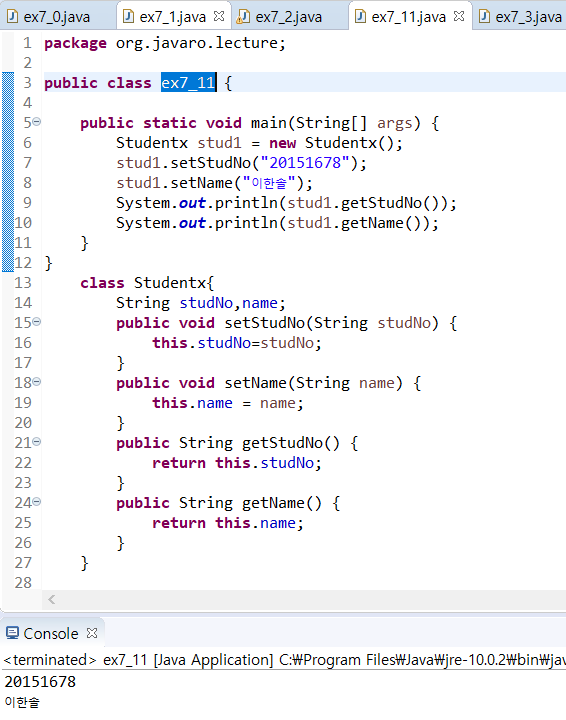 ex7_0.java ex7_1.java ex7_2.java ex7_11.java ex7_3.java
1 package org.javaro.lecture;
2
3 public class ex7_11 {
4
5 public static void main(String[] args) {
6 Studentx stud1 = new Studentx();
7 stud1.setStudNo("20151678");
8 stud1.setName("이한솔");
9 System.out.println(stud1.getStudNo());
10 System.out.println(stud1.getName());
11 }
12 }
13 class Studentx{
14 String studNo,name;
15 public void setStudNo(String studNo) {
16 this.studNo=studNo;
17 }
18 public void setName(String name) {
19 this.name = name;
20 }
21 public String getStudNo() {
22 return this.studNo;
23 }
24 public String getName() {
25 return this.name;
26 }
27 }
28
Console
<terminated> ex7_11 [Java Application] C:₩Program Files₩Java₩jre-10.0.2₩bin₩jav
20151678
이한솔